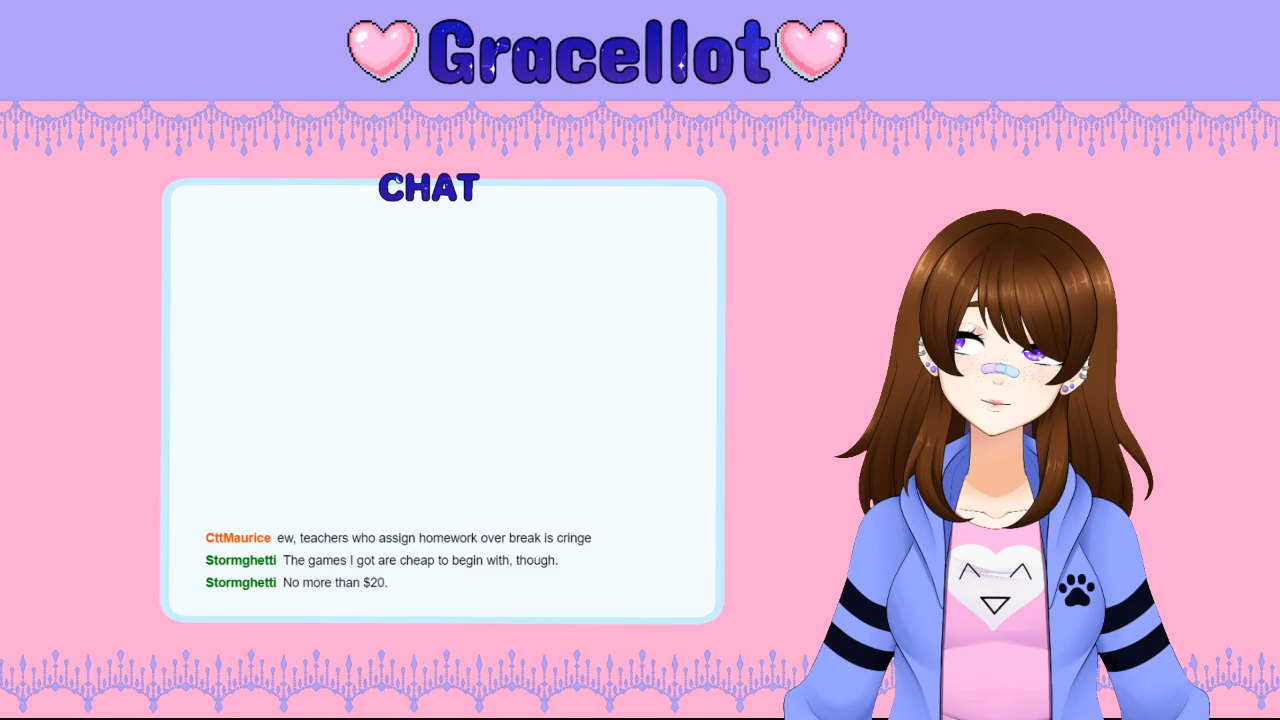 Gracellot
CHAT
CttMaurice ew, teachers who assign homework over break is cringe
Stormghetti The games I got are cheap to begin with, though.
Stormghetti No more than $20.